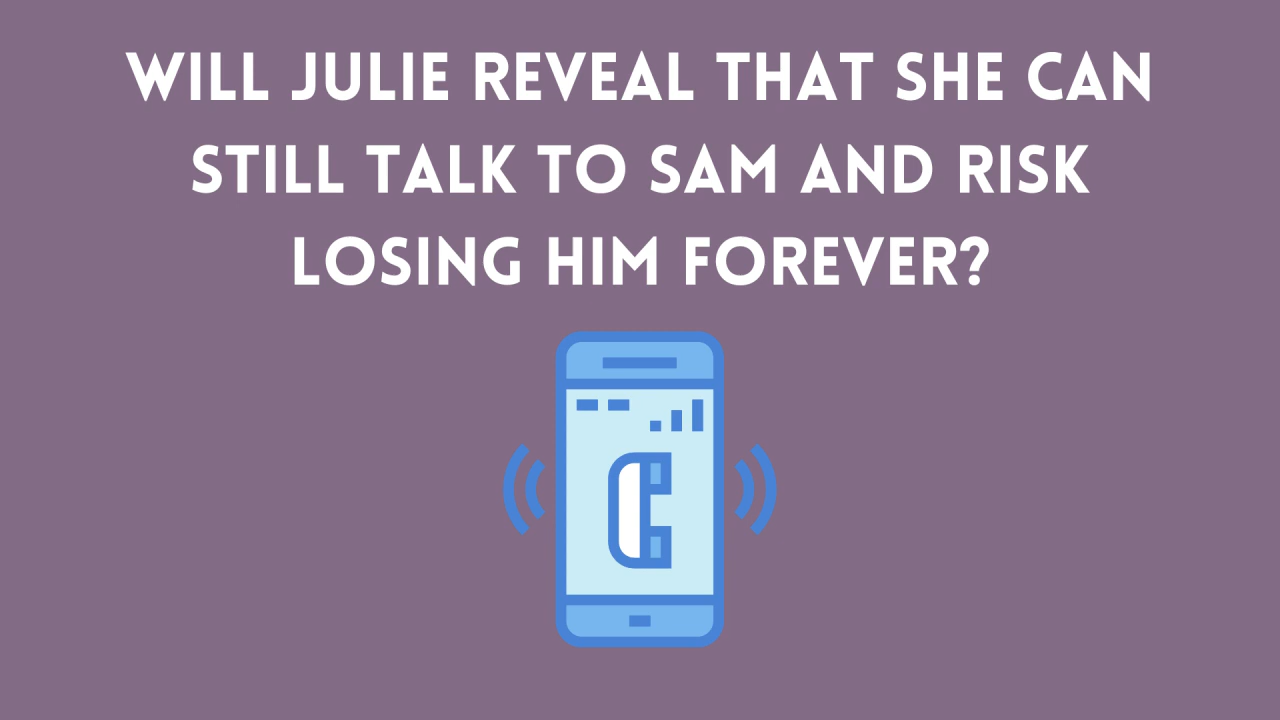 WILL JULIE REVEAL THAT SHE CAN
STILL TALK TO SAM AND RISK
LOSING HIM FOREVER?